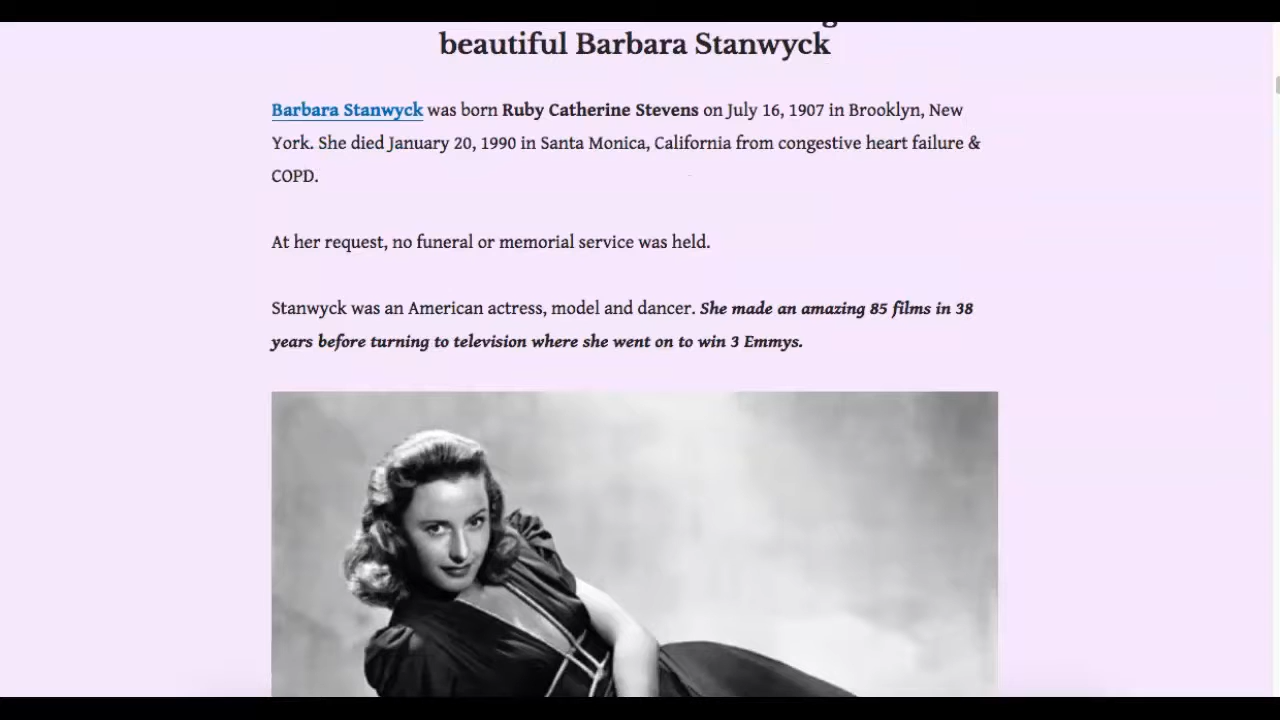 beautiful Barbara Stanwyck
Barbara Stanwyck was born Ruby Catherine Stevens on July 16, 1907 in Brooklyn, New
York. She died January 20, 1990 in Santa Monica, California from congestive heart failure &
COPD.
At her request, no funeral or memorial service was held.
Stanwyck was an American actress, model and dancer. She made an amazing 85 films in 38
years before turning to television where she went on to win 3 Emmys.